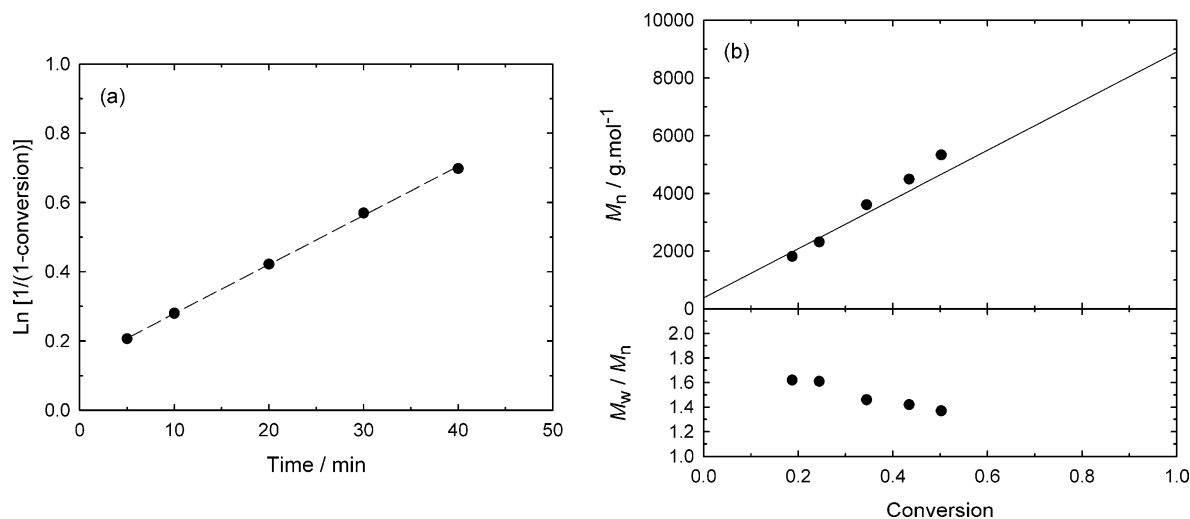 (a)
Ln [1/(1-conversion)]
1.0
0.8
0.6
0.4
0.2
0.0
0 10 20 30 40 50
Time / min
(b)
Mn / g.mol-1
10000
8000
6000
4000
2000
0
Mw / Mn
2.0
1.8
1.6
1.4
1.2
1.0
0.0 0.2 0.4 0.6 0.8 1.0
Conversion